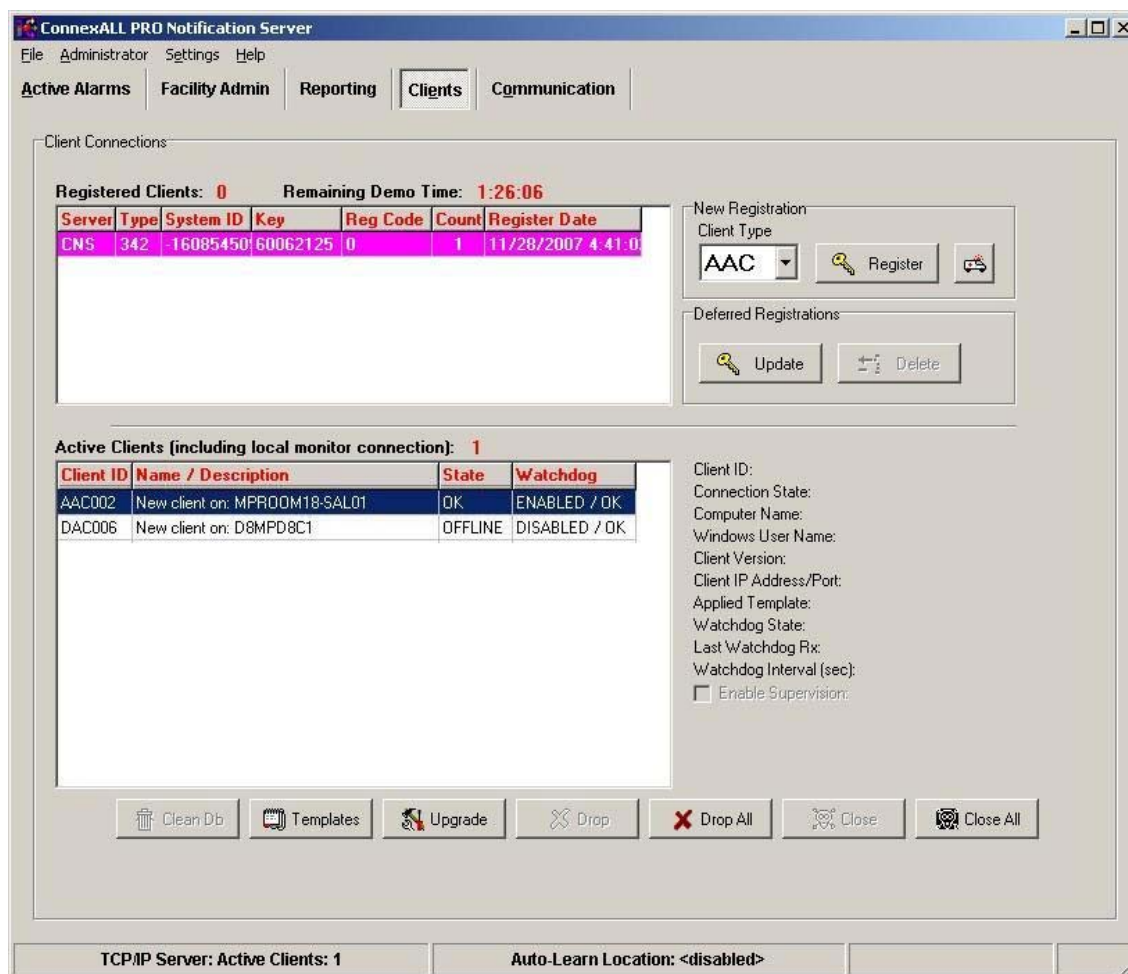 ConnexALL PRO Notification Server
File Administrator Settings Help
Active Alarms Facility Admin Reporting Clients Communication
Client Connections
Registered Clients: 0 Remaining Demo Time: 1:26:06
Server Type System ID Key Reg Code Count Register Date
CNS 342 60062125 0 1 11/28/2007
New Registration
Client Type
AAC Register
Deferred Registrations
Update Delete
Active Clients (including local monitor connection): 1
Client ID Name / Description State Watchdog
AAC002 New client on: MPROOM18-SAL01 OK ENABLED / OK
DAC006 New client on: D8MPD8C1 OFFLINE DISABLED / OK
Client ID:
Connection State:
Computer Name:
Windows User Name:
Client Version:
Client IP Address/Port:
Applied Template:
Watchdog State:
Last Watchdog Rx:
Watchdog Interval (sec):
Enable Supervision:
Clean Db Templates Upgrade Drop Drop All Close Close All
TCP/IP Server: Active Clients: 1 Auto-Learn Location: <disabled>